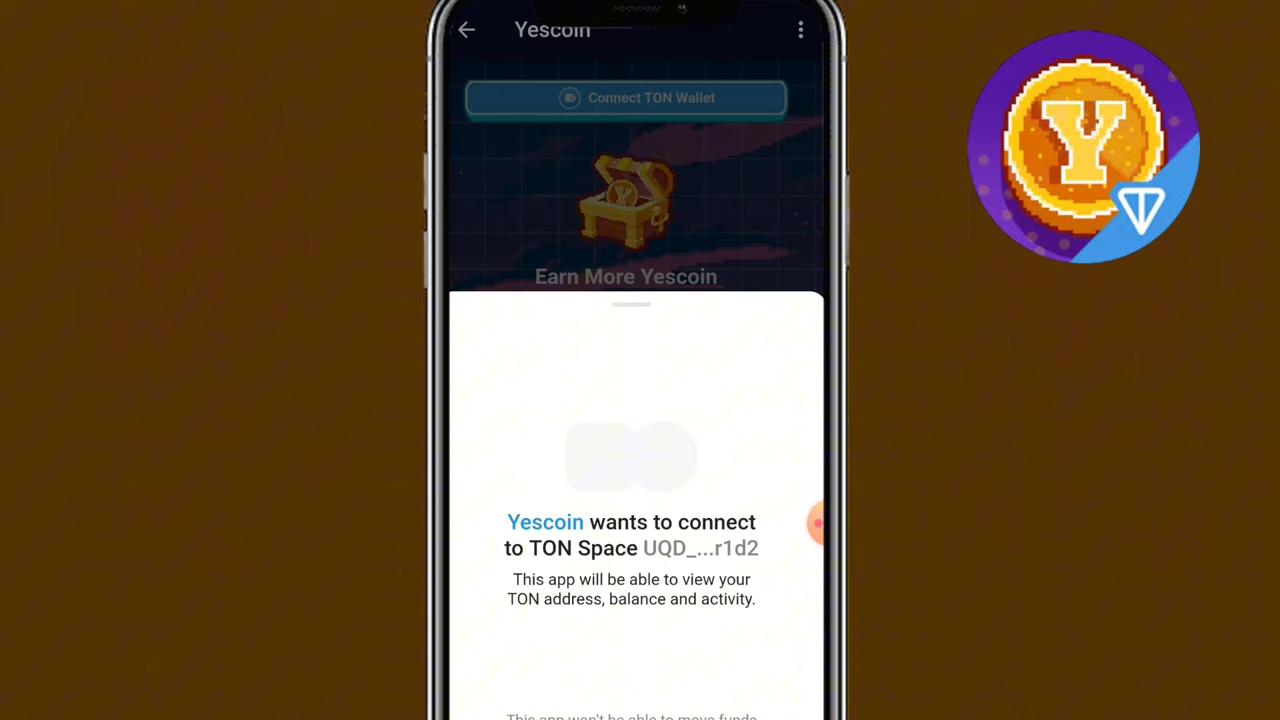 Yescoin
Connect TON Wallet
Earn More Yescoin
Yescoin wants to connect
to TON Space UQD_...r1d2
This app will be able to view your
TON address, balance and activity.
This app won't be able to move funds
Y